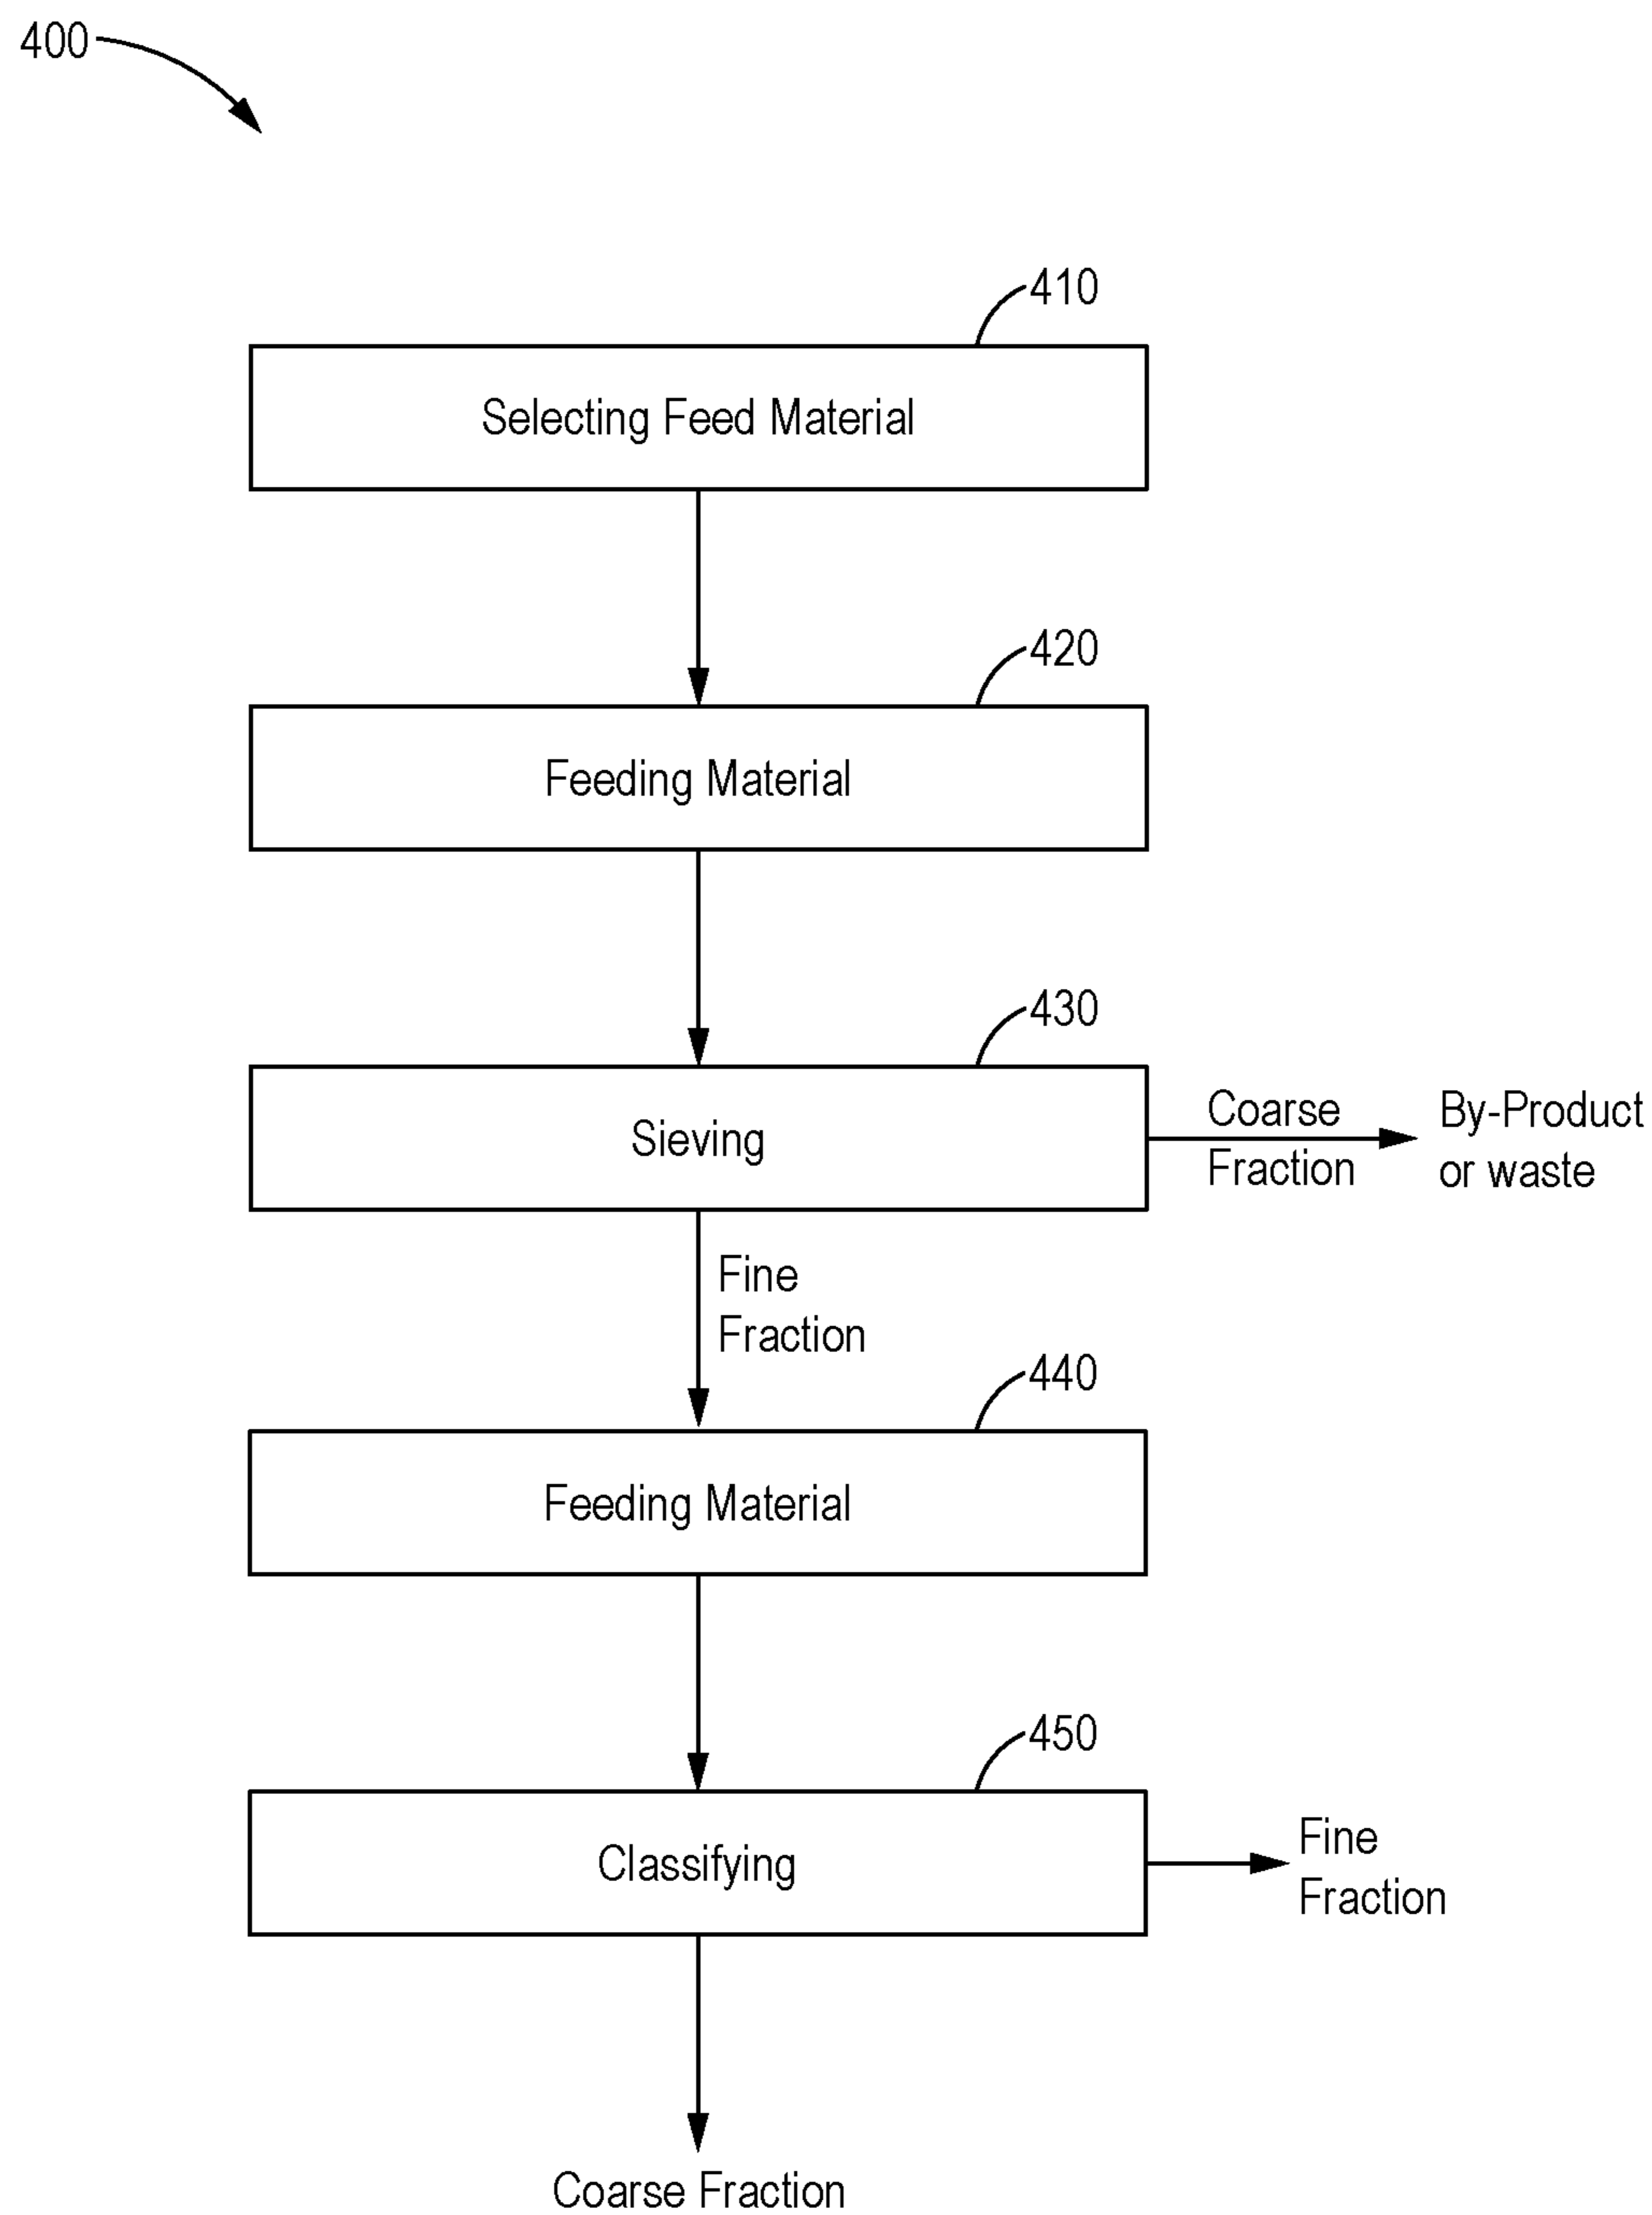 400
410
Selecting Feed Material
420
Feeding Material
430
Sieving
Coarse
Fraction
By-Product
or waste
Fine
Fraction
440
Feeding Material
450
Classifying
Fine
Fraction
Coarse Fraction